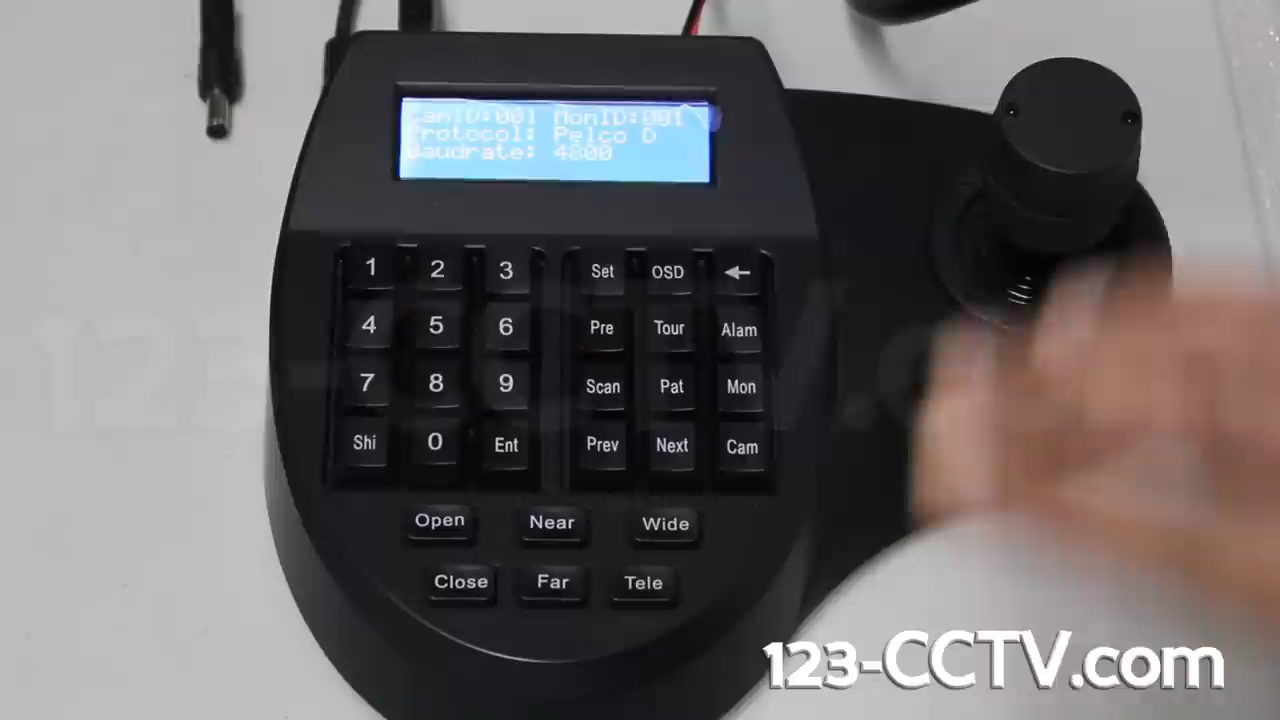 CamID:001 MonID:001
Protocol: Pelco D
Baudrate: 4800
1 2 3 Set OSD
4 5 6 Pre Tour Alam
7 8 9 Scan Pat Mon
Shi 0 Ent Prev Next Cam
Open Near Wide
Close Far Tele
123-CCTV.com
123-CCTV.c